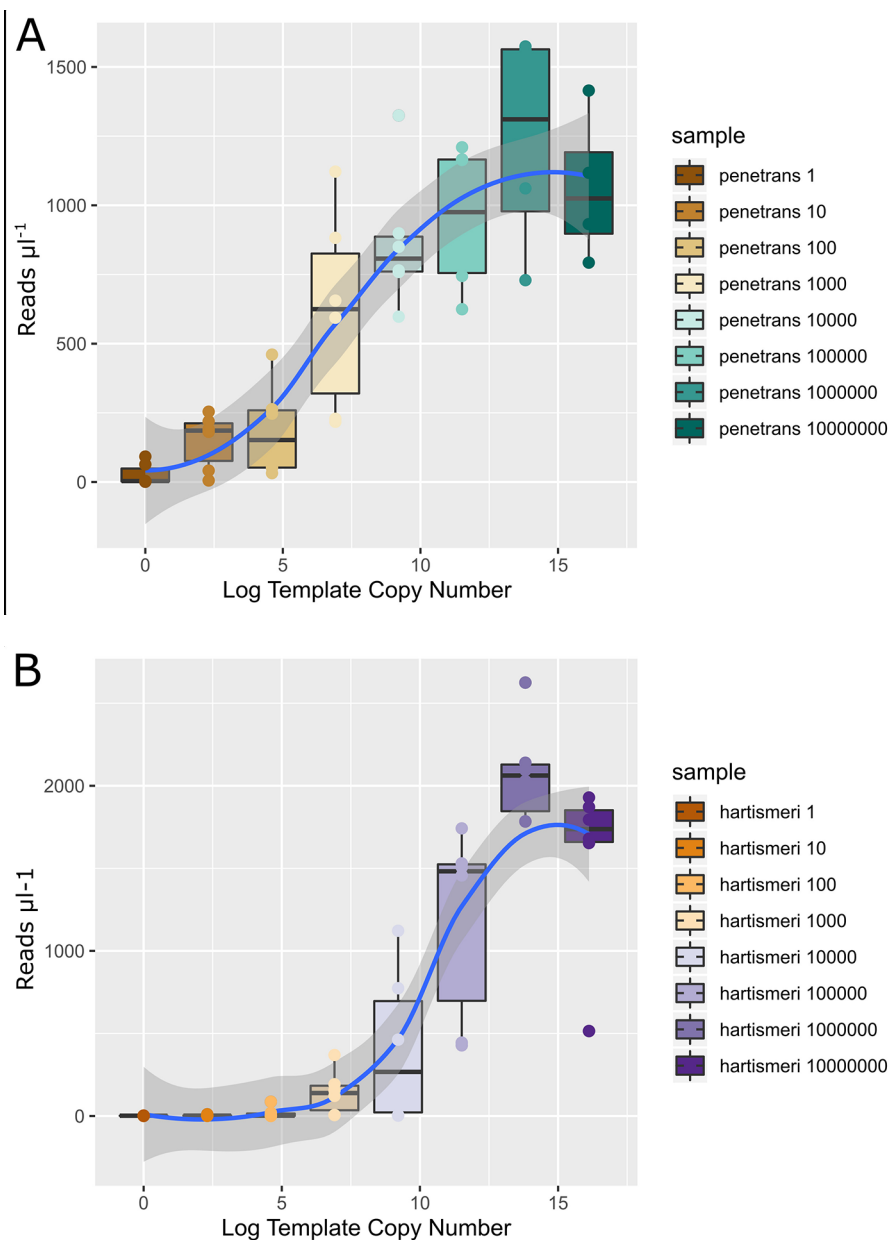 A
1500
1000
500
0
Reads µl-1
0 5 10 15
Log Template Copy Number
sample
penetrans 1
penetrans 10
penetrans 100
penetrans 1000
penetrans 10000
penetrans 100000
penetrans 1000000
penetrans 10000000
B
2000
1000
0
Reads µl-1
0 5 10 15
Log Template Copy Number
sample
hartismeri 1
hartismeri 10
hartismeri 100
hartismeri 1000
hartismeri 10000
hartismeri 100000
hartismeri 1000000
hartismeri 10000000